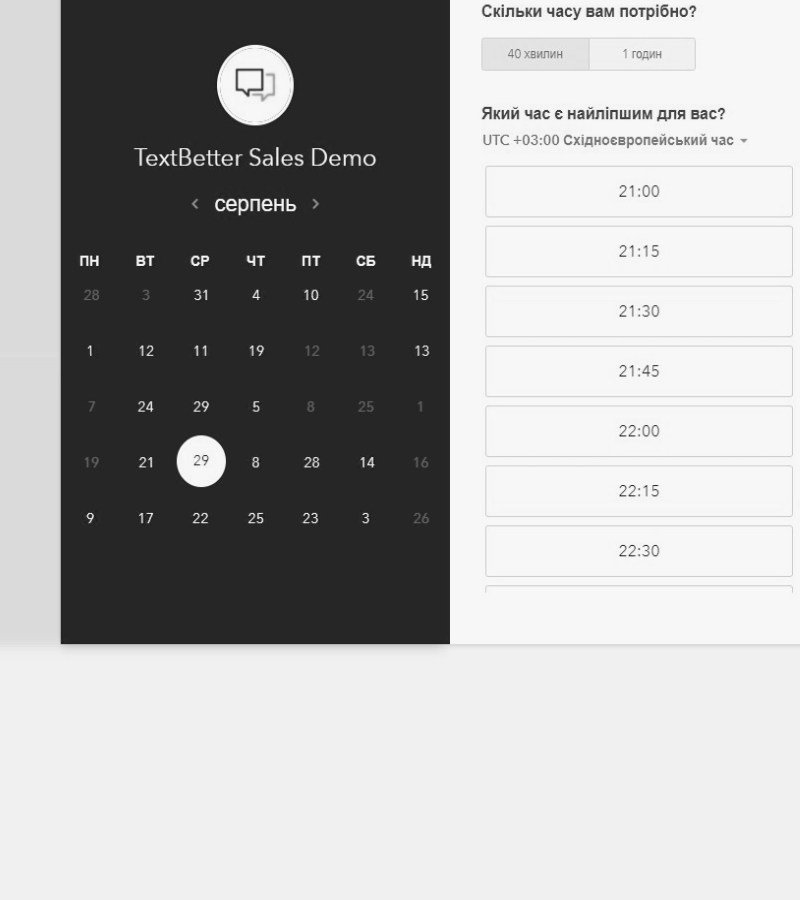 TextBetter Sales Demo
серпень
ПН ВТ СР ЧТ ПТ СБ НД
28 3 31 4 10 24 15
1 12 11 19 12 13 13
7 24 29 5 8 25 1
19 21 29 8 28 14 16
9 17 22 25 23 3 26
Скільки часу вам потрібно?
40 хвилин 1 годин
Який час є найліпшим для вас?
UTC +03:00 Східноєвропейський час
21:00
21:15
21:30
21:45
22:00
22:15
22:30